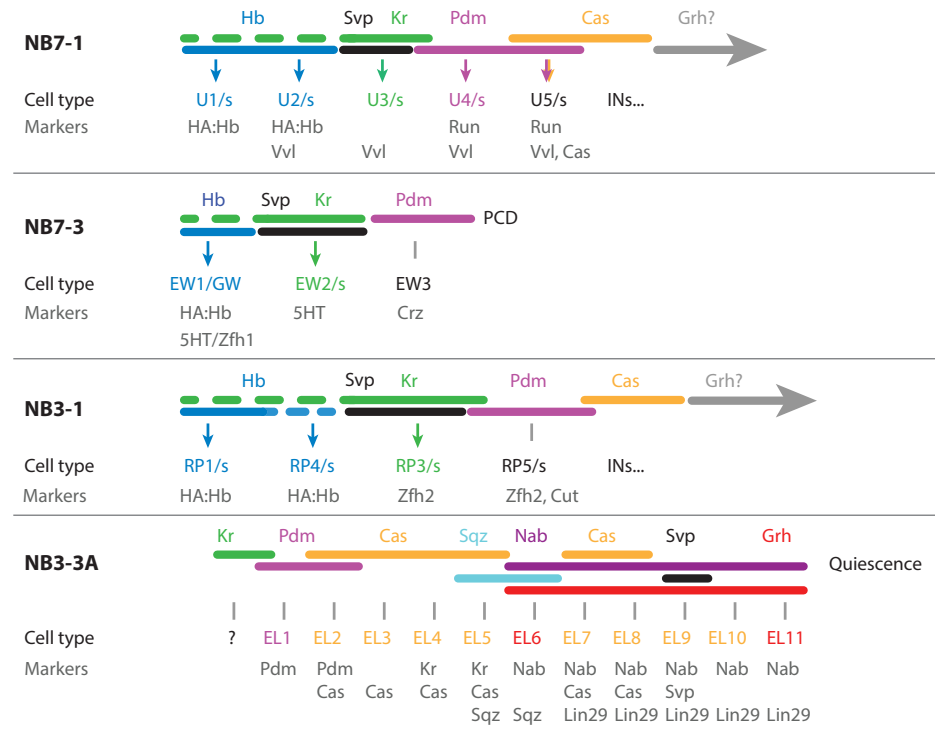 Hb Svp Kr Pdm Cas Grh?
NB7-1
Cell type U1/s U2/s U3/s U4/s U5/s INs...
Markers HA:Hb HA:Hb Run Run
Vvl Vvl Vvl Vvl, Cas
Hb Svp Kr Pdm
NB7-3 PCD
Cell type EW1/GW EW2/s EW3
Markers HA:Hb 5HT Crz
5HT/Zfh1
Hb Svp Kr Pdm Cas Grh?
NB3-1
Cell type RP1/s RP4/s RP3/s RP5/s INs...
Markers HA:Hb HA:Hb Zfh2 Zfh2, Cut
Kr Pdm Cas Sqz Nab Cas Svp Grh
NB3-3A Quiescence
Cell type ? EL1 EL2 EL3 EL4 EL5 EL6 EL7 EL8 EL9 EL10 EL11
Markers Pdm Pdm Kr Kr Nab Nab Nab Nab Nab Nab
Cas Cas Cas Cas Cas Cas Svp
Sqz Sqz Lin29 Lin29 Lin29 Lin29 Lin29